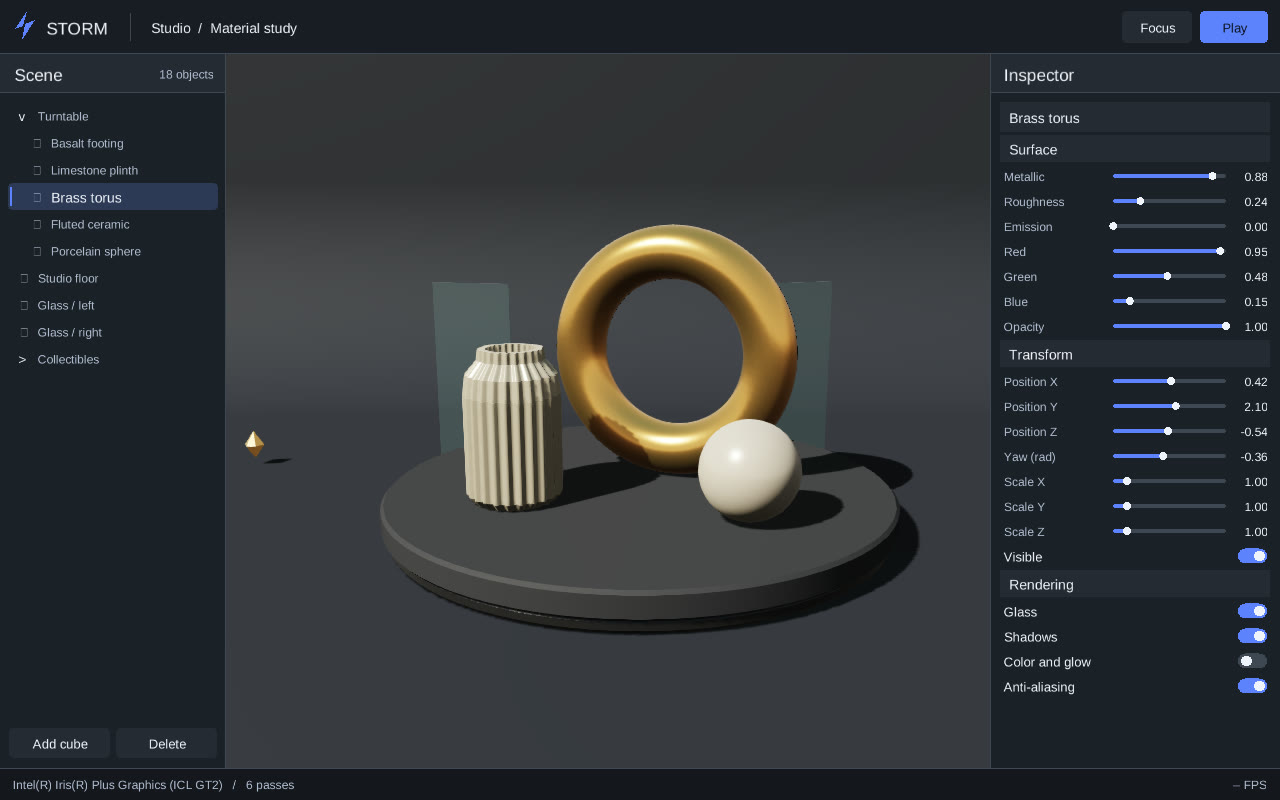 STORM
Studio / Material study
Focus
Play
Scene
18 objects
v Turntable
Basalt footing
Limestone plinth
Brass torus
Fluted ceramic
Porcelain sphere
Studio floor
Glass / left
Glass / right
> Collectibles
Add cube
Delete
Inspector
Brass torus
Surface
Metallic 0.88
Roughness 0.24
Emission 0.00
Red 0.95
Green 0.48
Blue 0.15
Opacity 1.00
Transform
Position X 0.42
Position Y 2.10
Position Z -0.54
Yaw (rad) -0.36
Scale X 1.00
Scale Y 1.00
Scale Z 1.00
Visible
Rendering
Glass
Shadows
Color and glow
Anti-aliasing
Intel(R) Iris(R) Plus Graphics (ICL GT2) / 6 passes
– FPS